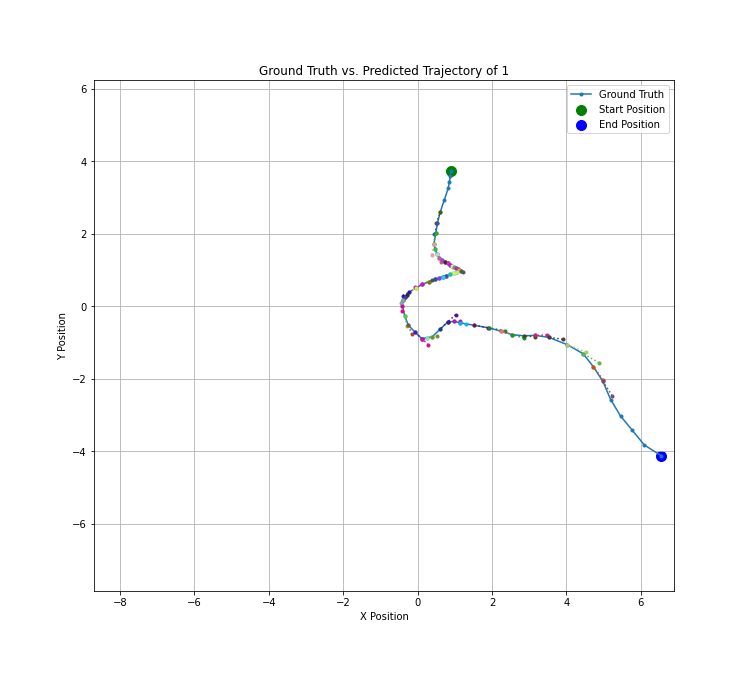 Ground Truth vs. Predicted Trajectory of 1
Ground Truth
Start Position
End Position
6
4
2
0
−2
−4
−6
Y Position
−8 −6 −4 −2 0 2 4 6
X Position